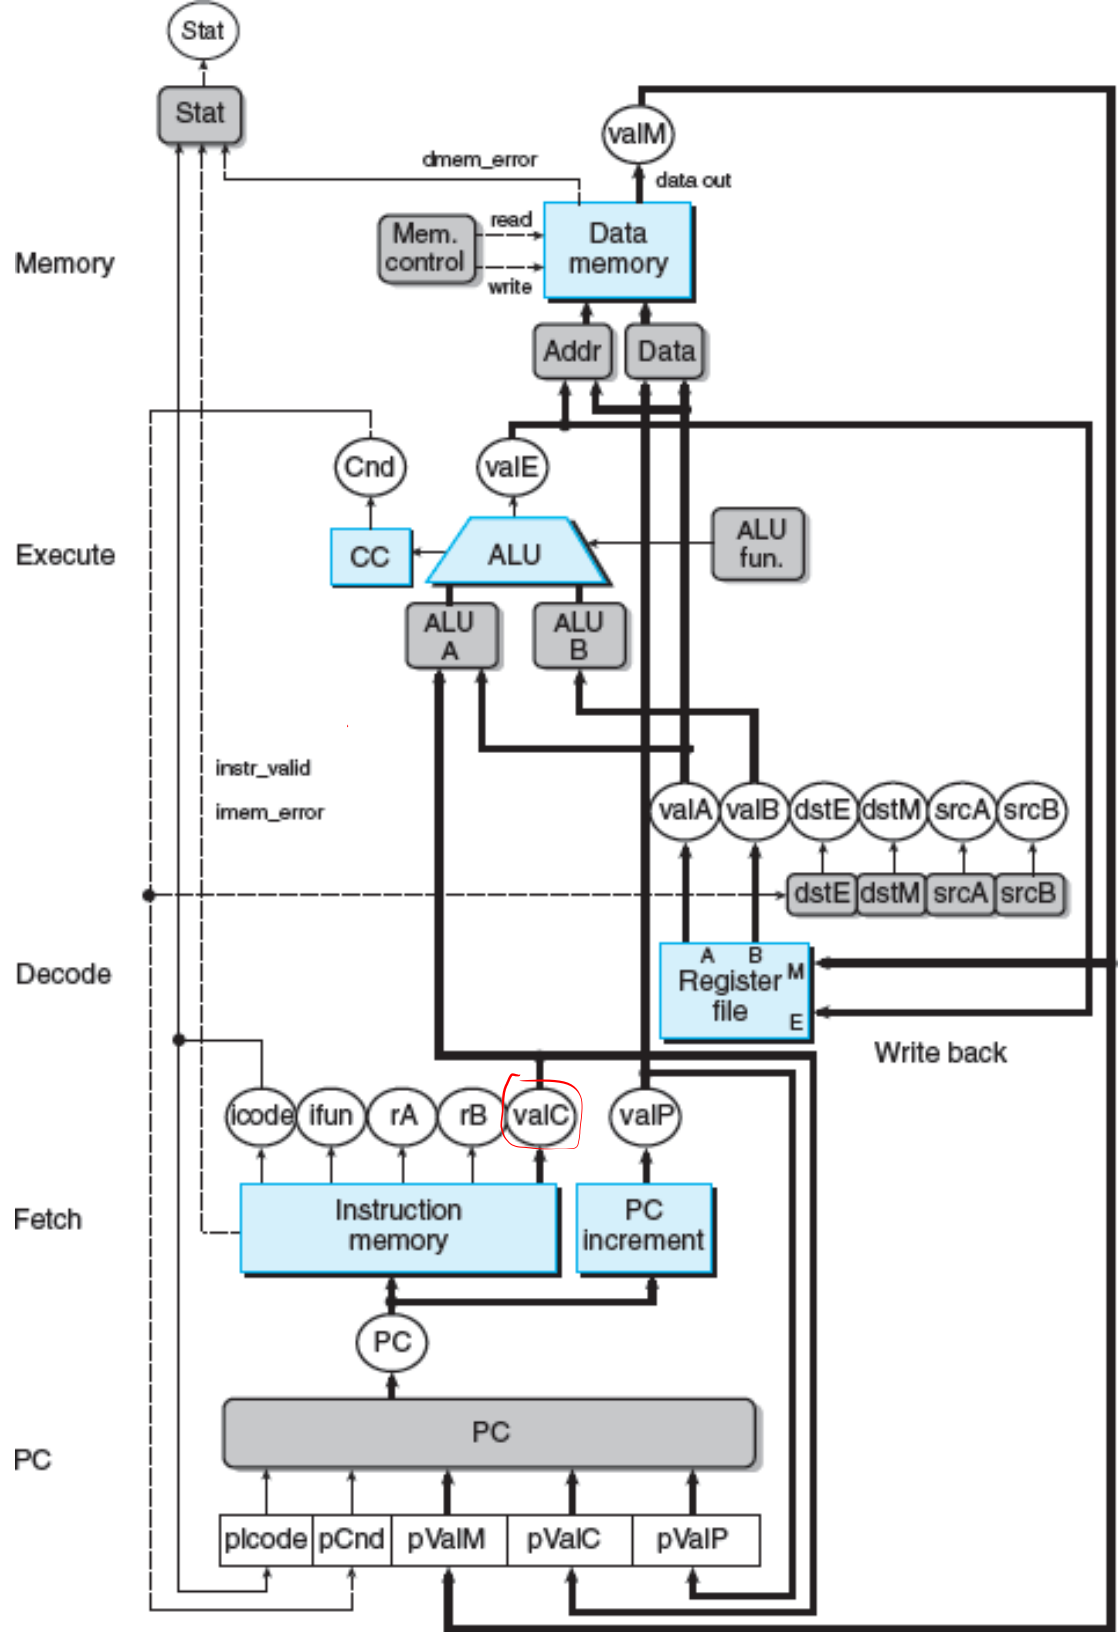 Stat
Stat
valM
dmem_error
data out
read
Mem.
control
Data
memory
Memory
write
Addr
Data
Cnd
valE
ALU
fun.
CC
ALU
Execute
ALU
A
ALU
B
instr_valid
imem_error
valA valB dstE dstM srcA srcB
dstE dstM srcA srcB
A B
Register M
file
E
Decode
Write back
icode ifun rA rB valC valP
Instruction
memory
PC
increment
Fetch
PC
PC
PC
pIcode pCnd pValM pValC pValP